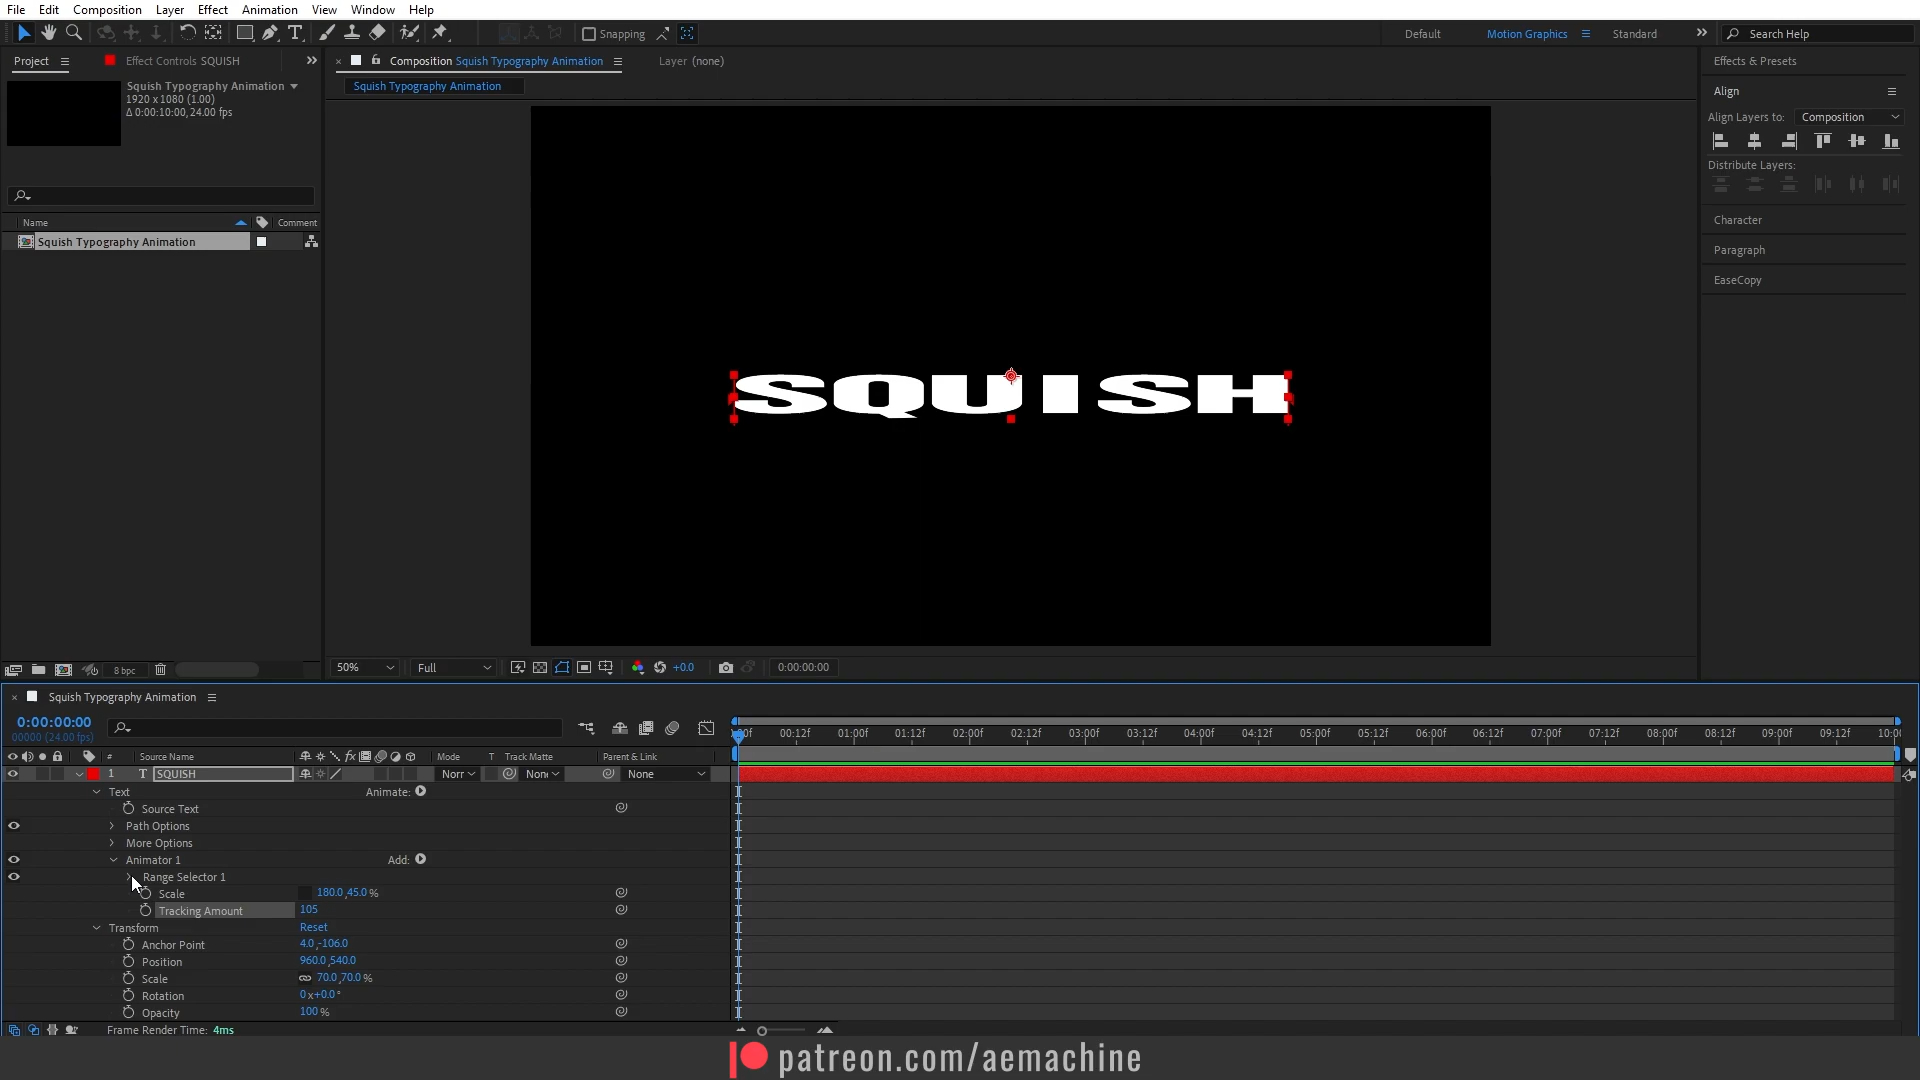 File Edit Composition Layer Effect Animation View Window Help
Snapping Default Motion Graphics Standard Search Help
Project Effect Controls SQUISH
Composition Squish Typography Animation Layer (none)
Squish Typography Animation
Squish Typography Animation
1920 x 1080 (1.00)
Δ 0:00:10:00, 24.00 fps
Name Comment
Squish Typography Animation
SQUISH
Effects & Presets
Align
Align Layers to: Composition
Distribute Layers:
Character
Paragraph
EaseCopy
8 bpc
50% Full +0.0 0:00:00:00
Squish Typography Animation
0:00:00:00
00000 (24.00 fps)
00:12f 01:00f 01:12f 02:00f 02:12f 03:00f 03:12f 04:00f 04:12f 05:00f 05:12f 06:00f 06:12f 07:00f 07:12f 08:00f 08:12f 09:00f 09:12f
# Source Name Mode T Track Matte Parent & Link
1 T SQUISH Norr None None
Text Animate:
Source Text
Path Options
More Options
Animator 1 Add:
Range Selector 1
Scale 180.0,45.0%
Tracking Amount 105
Transform Reset
Anchor Point 4.0,-106.0
Position 960.0,540.0
Scale 70.0,70.0%
Rotation 0x+0.0°
Opacity 100%
Frame Render Time: 4ms
patreon.com/aemachine